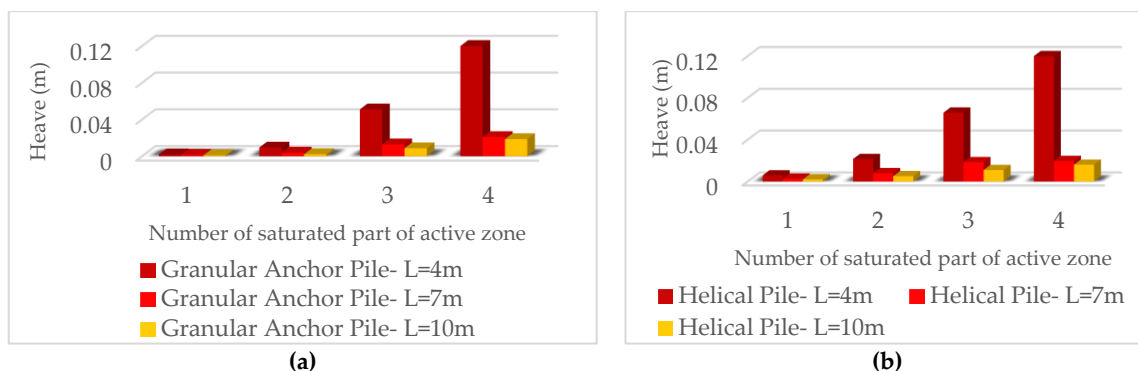 0.12
0.08
0.04
0
Heave (m)
1 2 3 4
Number of saturated part of active zone
Granular Anchor Pile- L=4m
Granular Anchor Pile- L=7m
Granular Anchor Pile- L=10m
(a)
0.12
0.08
0.04
0
Heave (m)
1 2 3 4
Number of saturated part of active zone
Helical Pile- L=4m Helical Pile- L=7m
Helical Pile- L=10m
(b)